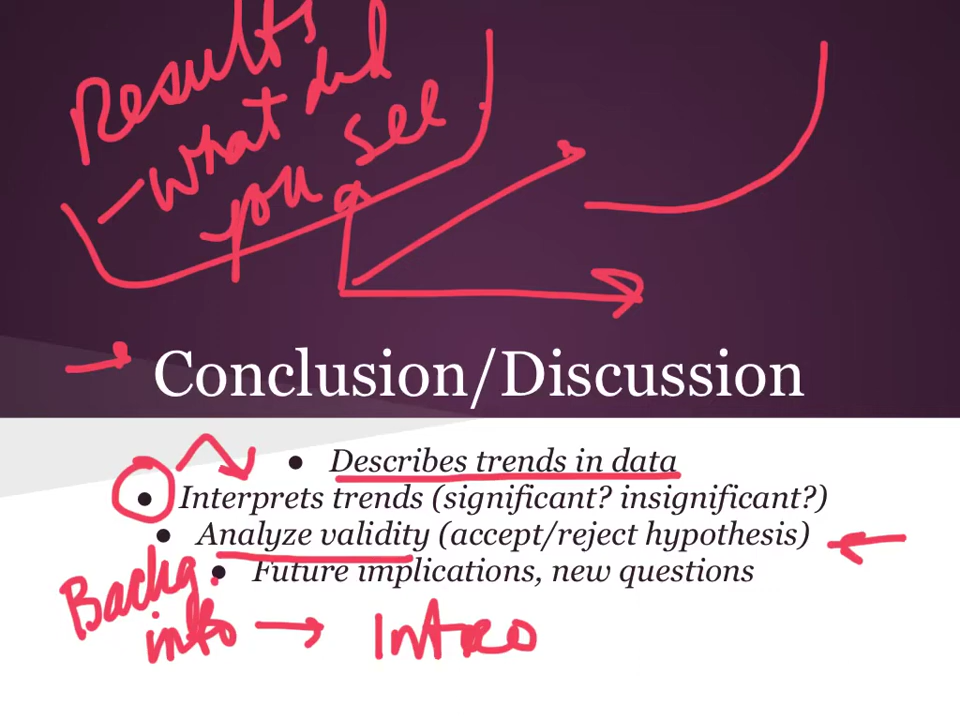 Results
- What did
you see
Conclusion/Discussion
● Describes trends in data
● Interprets trends (significant? insignificant?)
● Analyze validity (accept/reject hypothesis)
● Future implications, new questions
Backg.
info → Intro